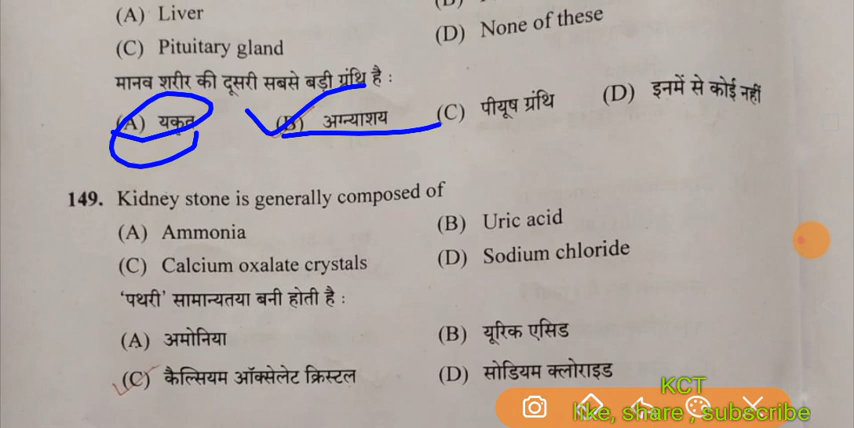 (A) Liver
(D) None of these
(C) Pituitary gland
मानव शरीर की दूसरी सबसे बड़ी ग्रंथि है :
(A) यकृत (B) अग्न्याशय (C) पीयूष ग्रंथि (D) इनमें से कोई नहीं
149. Kidney stone is generally composed of
(A) Ammonia (B) Uric acid
(C) Calcium oxalate crystals (D) Sodium chloride
'पथरी' सामान्यतया बनी होती है :
(A) अमोनिया (B) यूरिक एसिड
(C) कैल्सियम ऑक्सेलेट क्रिस्टल (D) सोडियम क्लोराइड
KCT
like, share , subscribe